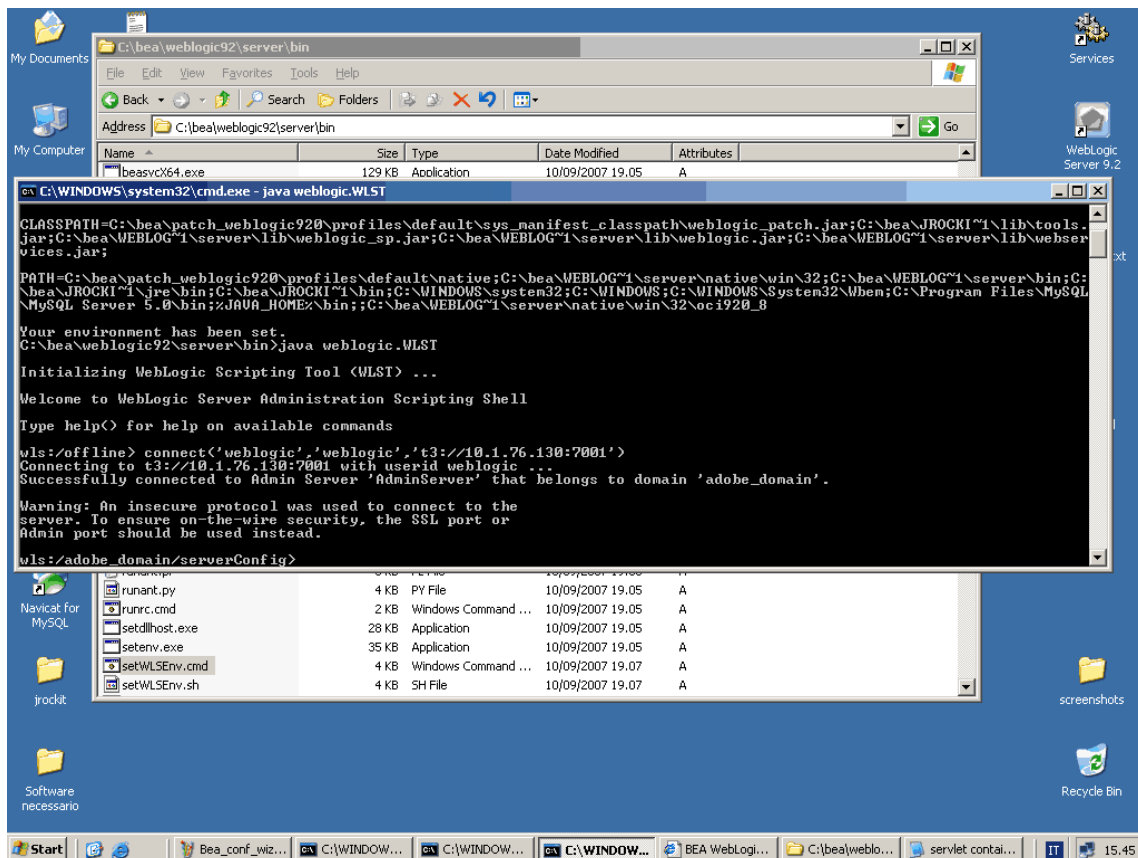 My Documents
My Computer
Navicat for
MySQL
jrockit
Software
necessario
Services
WebLogic
Server 9.2
screenshots
Recycle Bin
C:\bea\weblogic92\server\bin
File Edit View Favorites Tools Help
Back Search Folders
Address C:\bea\weblogic92\server\bin Go
Name Size Type Date Modified Attributes
beasvcX64.exe 129 KB Application 10/09/2007 19.05 A
C:\WINDOWS\system32\cmd.exe - java weblogic.WLST
CLASSPATH=C:\bea\patch_weblogic920\profiles\default\sys_manifest_classpath\weblogic_patch.jar;C:\bea\JROCKI~1\lib\tools.
jar;C:\bea\WEBLOG~1\server\lib\weblogic_sp.jar;C:\bea\WEBLOG~1\server\lib\weblogic.jar;C:\bea\WEBLOG~1\server\lib\webser
vices.jar;
PATH=C:\bea\patch_weblogic920\profiles\default\native;C:\bea\WEBLOG~1\server\native\win\32;C:\bea\WEBLOG~1\server\bin;C:
\bea\JROCKI~1\jre\bin;C:\bea\JROCKI~1\bin;C:\WINDOWS\system32;C:\WINDOWS;C:\WINDOWS\System32\Wbem;C:\Program Files\MySQL
\MySQL Server 5.0\bin;%JAVA_HOME%\bin;;C:\bea\WEBLOG~1\server\native\win\32\oci920_8
Your environment has been set.
C:\bea\weblogic92\server\bin>java weblogic.WLST
Initializing WebLogic Scripting Tool (WLST) ...
Welcome to WebLogic Server Administration Scripting Shell
Type help() for help on available commands
wls:/offline> connect('weblogic','weblogic','t3://10.1.76.130:7001')
Connecting to t3://10.1.76.130:7001 with userid weblogic ...
Successfully connected to Admin Server 'AdminServer' that belongs to domain 'adobe_domain'.
Warning: An insecure protocol was used to connect to the
server. To ensure on-the-wire security, the SSL port or
Admin port should be used instead.
wls:/adobe_domain/serverConfig>
runant.py 4 KB PY File 10/09/2007 19.05 A
runrc.cmd 2 KB Windows Command ... 10/09/2007 19.05 A
setdllhost.exe 28 KB Application 10/09/2007 19.05 A
setenv.exe 35 KB Application 10/09/2007 19.05 A
setWLSEnv.cmd 4 KB Windows Command ... 10/09/2007 19.07 A
setWLSEnv.sh 4 KB SH File 10/09/2007 19.07 A
Start Bea_conf_wiz... C:\WINDOW... C:\WINDOW... C:\WINDOW... BEA WebLogi... C:\bea\weblo... servlet contai... IT 15.45